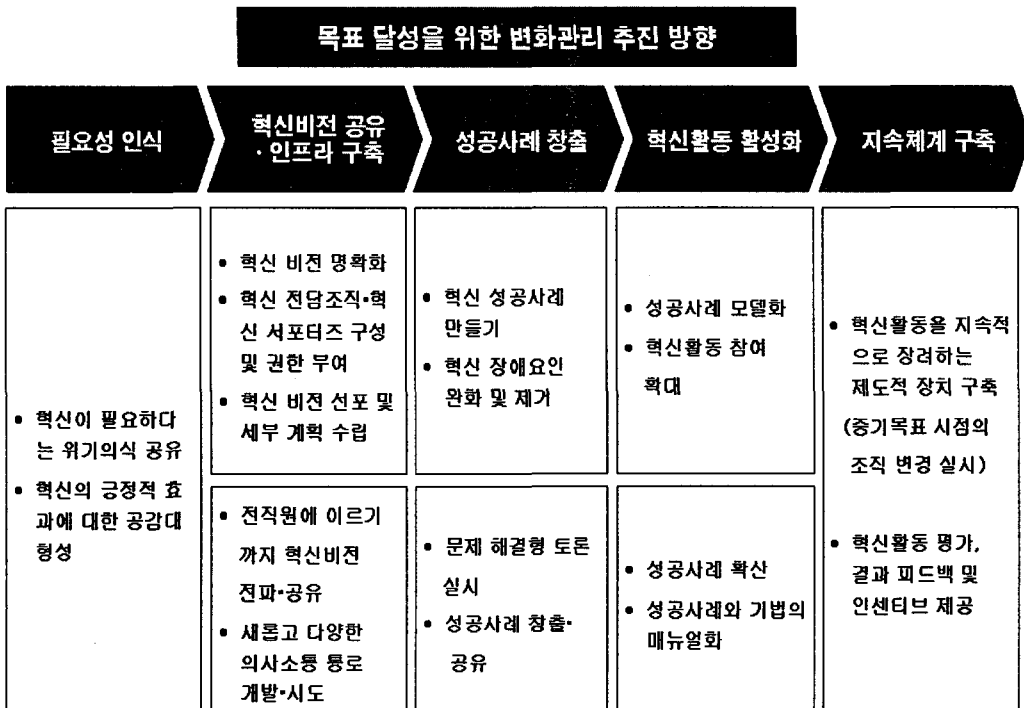 목표 달성을 위한 변화관리 추진 방향
필요성 인식
혁신비전 공유
· 인프라 구축
성공사례 창출
혁신활동 활성화
지속체계 구축
• 혁신이 필요하다
는 위기의식 공유
• 혁신의 긍정적 효
과에 대한 공감대
형성
• 혁신 비전 명확화
• 혁신 전담조직·혁
신 서포터즈 구성
및 권한 부여
• 혁신 비전 선포 및
세부 계획 수립
• 전직원에 이르기
까지 혁신비전
전파·공유
• 새롭고 다양한
의사소통 통로
개발·시도
• 혁신 성공사례
만들기
• 혁신 장애요인
완화 및 제거
• 문제 해결형 토론
실시
• 성공사례 창출·
공유
• 성공사례 모델화
• 혁신활동 참여
확대
• 성공사례 확산
• 성공사례와 기법의
매뉴얼화
• 혁신활동을 지속적
으로 장려하는
제도적 장치 구축
(중기목표 시점의
조직 변경 실시)
• 혁신활동 평가,
결과 피드백 및
인센티브 제공